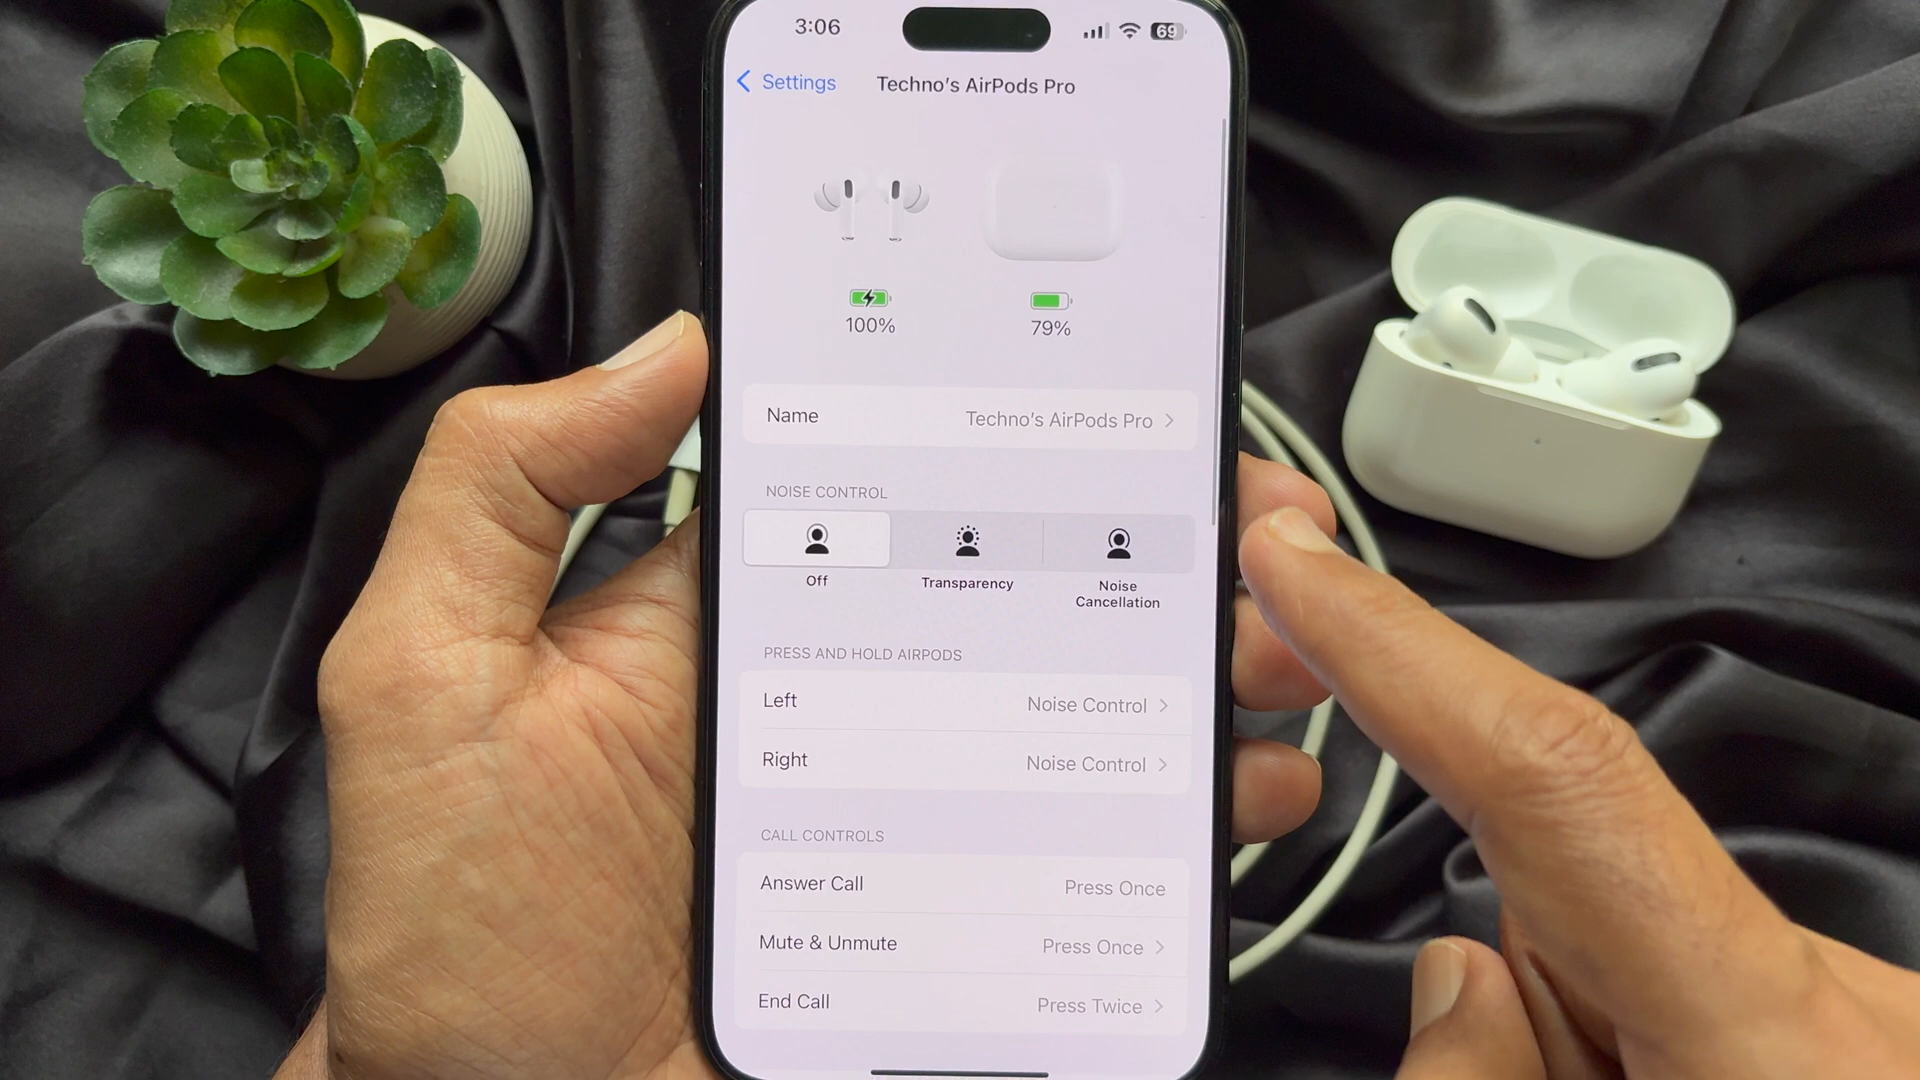 3:06
69
Settings
Techno's AirPods Pro
100%
79%
Name
Techno's AirPods Pro
NOISE CONTROL
Off
Transparency
Noise
Cancellation
PRESS AND HOLD AIRPODS
Left
Noise Control
Right
Noise Control
CALL CONTROLS
Answer Call
Press Once
Mute & Unmute
Press Once
End Call
Press Twice